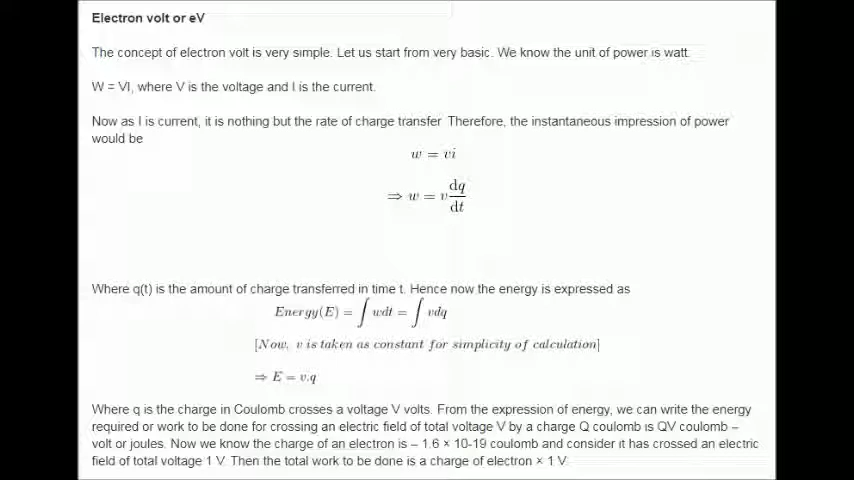 Electron volt or eV
The concept of electron volt is very simple. Let us start from very basic. We know the unit of power is watt.
W = VI, where V is the voltage and I is the current.
Now as I is current, it is nothing but the rate of charge transfer. Therefore, the instantaneous impression of power
would be
w = vi
⇒ w = v dq/dt
Where q(t) is the amount of charge transferred in time t. Hence now the energy is expressed as
Energy(E) = ∫ wdt = ∫ vdq
[Now, v is taken as constant for simplicity of calculation]
⇒ E = v.q
Where q is the charge in Coulomb crosses a voltage V volts. From the expression of energy, we can write the energy
required or work to be done for crossing an electric field of total voltage V by a charge Q coulomb is QV coulomb –
volt or joules. Now we know the charge of an electron is – 1.6 × 10-19 coulomb and consider it has crossed an electric
field of total voltage 1 V. Then the total work to be done is a charge of electron × 1 V.